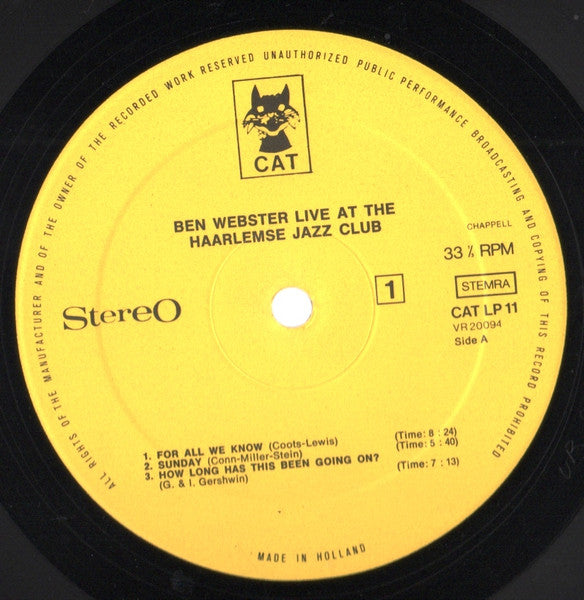 ALL RIGHTS OF THE MANUFACTURER AND OF THE OWNER OF THE RECORDED WORK RESERVED UNAUTHORIZED PUBLIC PERFORMANCE BROADCASTING AND COPYING OF THIS RECORD PROHIBITED
CAT
BEN WEBSTER LIVE AT THE
HAARLEMSE JAZZ CLUB
CHAPPELL
33 ⅓ RPM
Stereo
1
STEMRA
CAT LP 11
VR 20094
Side A
1. FOR ALL WE KNOW (Coots-Lewis) (Time: 8 : 24)
2. SUNDAY (Conn-Miller-Stein) (Time: 5 : 40)
3. HOW LONG HAS THIS BEEN GOING ON? (Time: 7 : 13)
(G. & I. Gershwin)
MADE IN HOLLAND